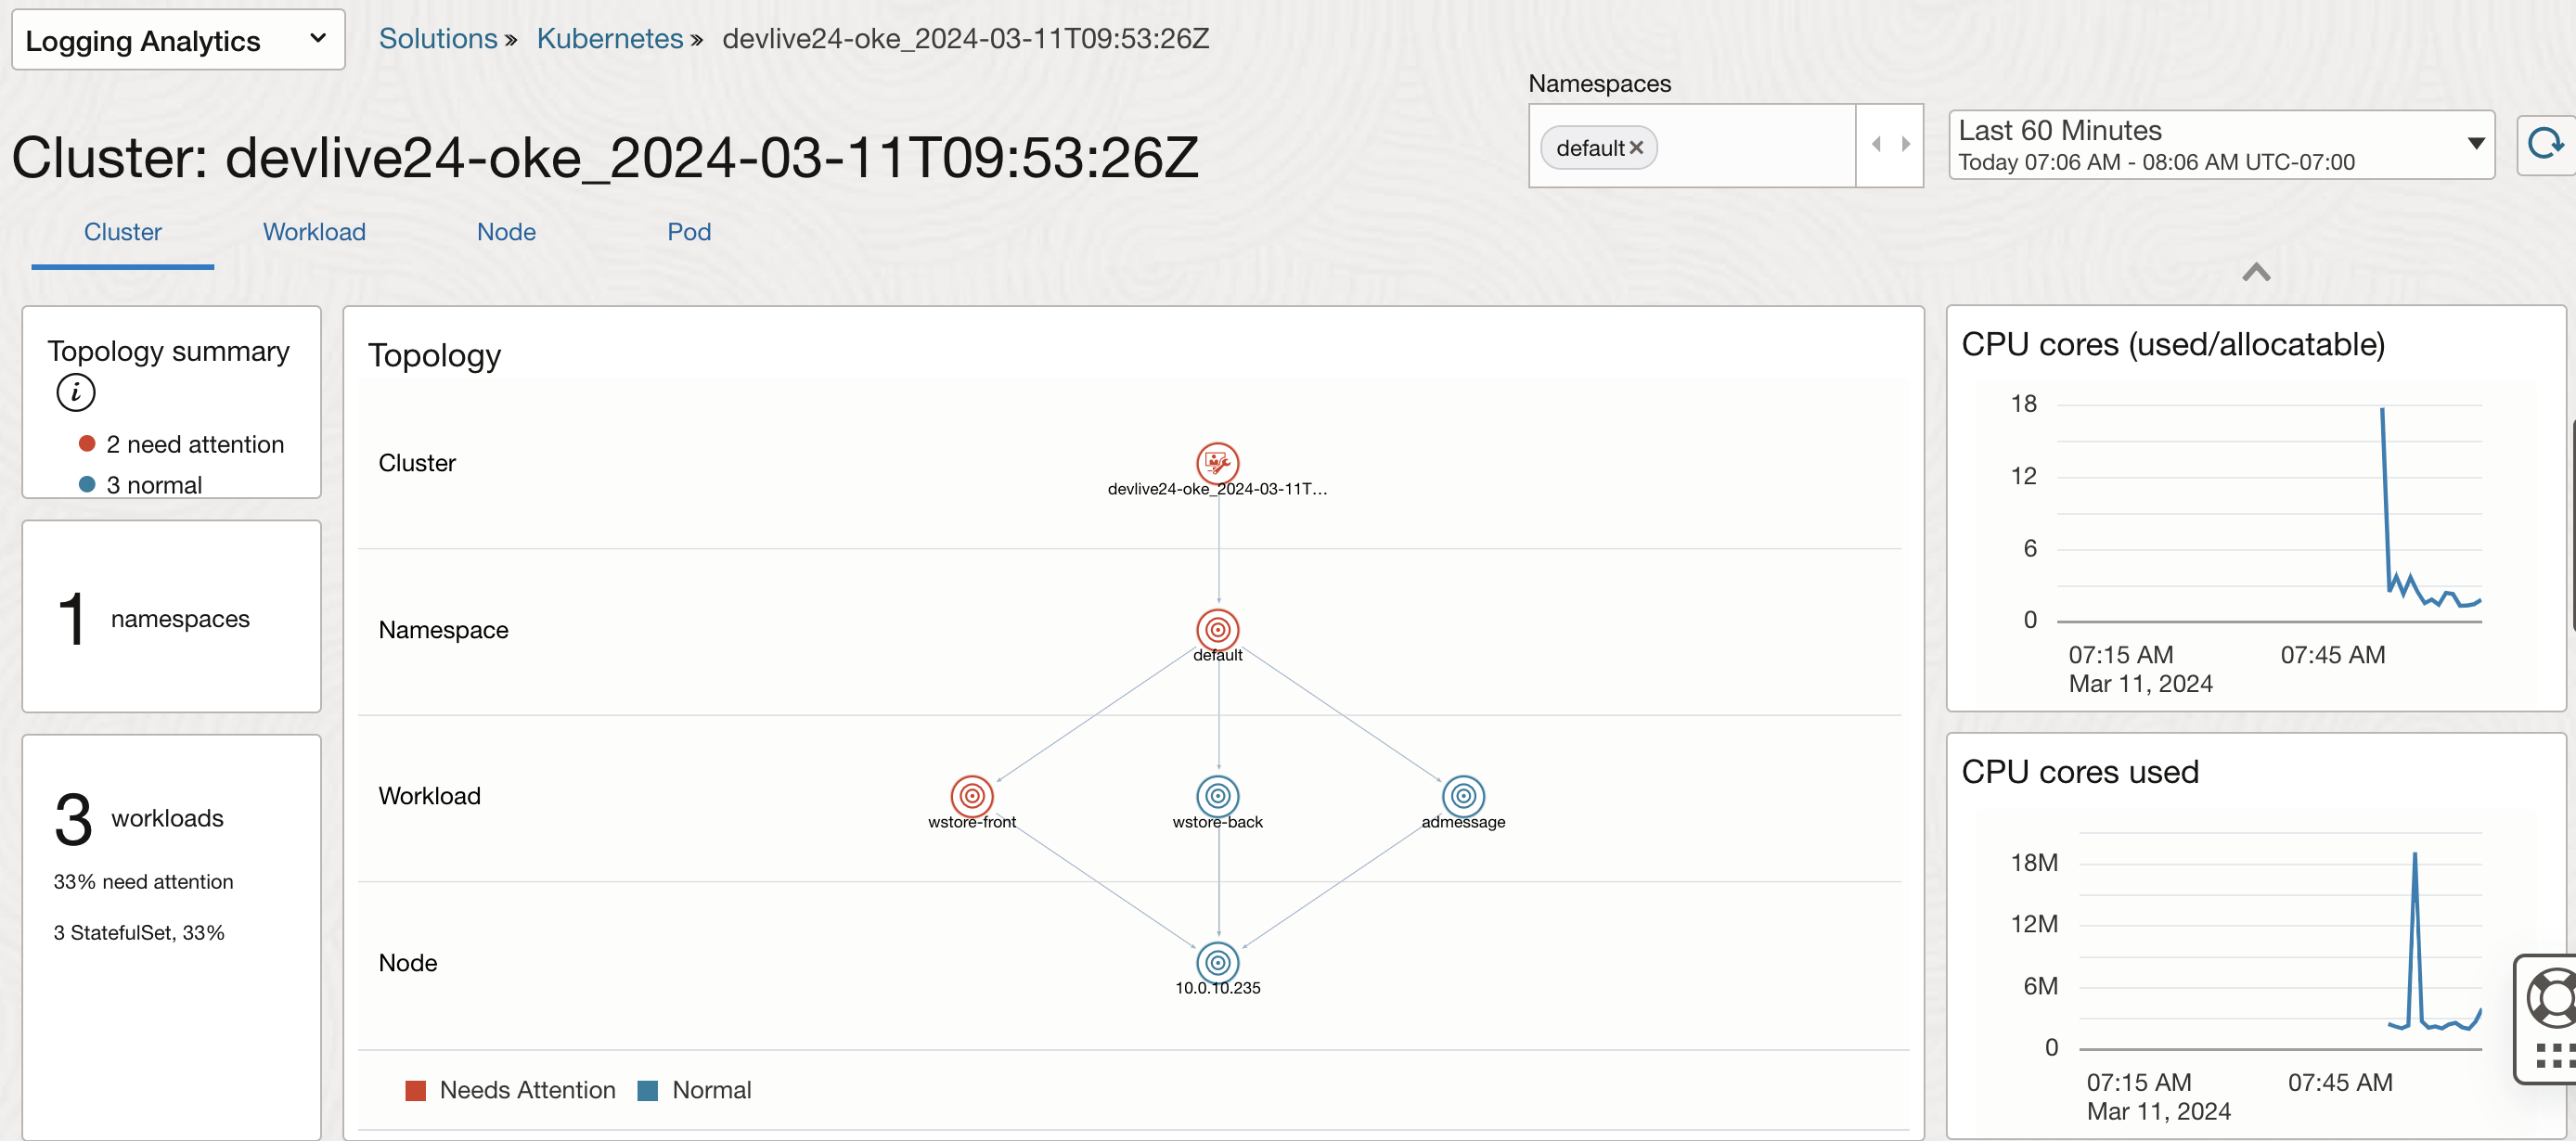 Logging Analytics
Solutions » Kubernetes » devlive24-oke_2024-03-11T09:53:26Z
Namespaces
default ×
Last 60 Minutes
Today 07:06 AM - 08:06 AM UTC-07:00
Cluster: devlive24-oke_2024-03-11T09:53:26Z
Cluster Workload Node Pod
Topology summary
i
2 need attention
3 normal
1 namespaces
3 workloads
33% need attention
3 StatefulSet, 33%
Topology
Cluster
devlive24-oke_2024-03-11T...
Namespace
default
Workload
wstore-front wstore-back admessage
Node
10.0.10.235
Needs Attention Normal
CPU cores (used/allocatable)
18
12
6
0
07:15 AM 07:45 AM
Mar 11, 2024
CPU cores used
18M
12M
6M
0
07:15 AM 07:45 AM
Mar 11, 2024